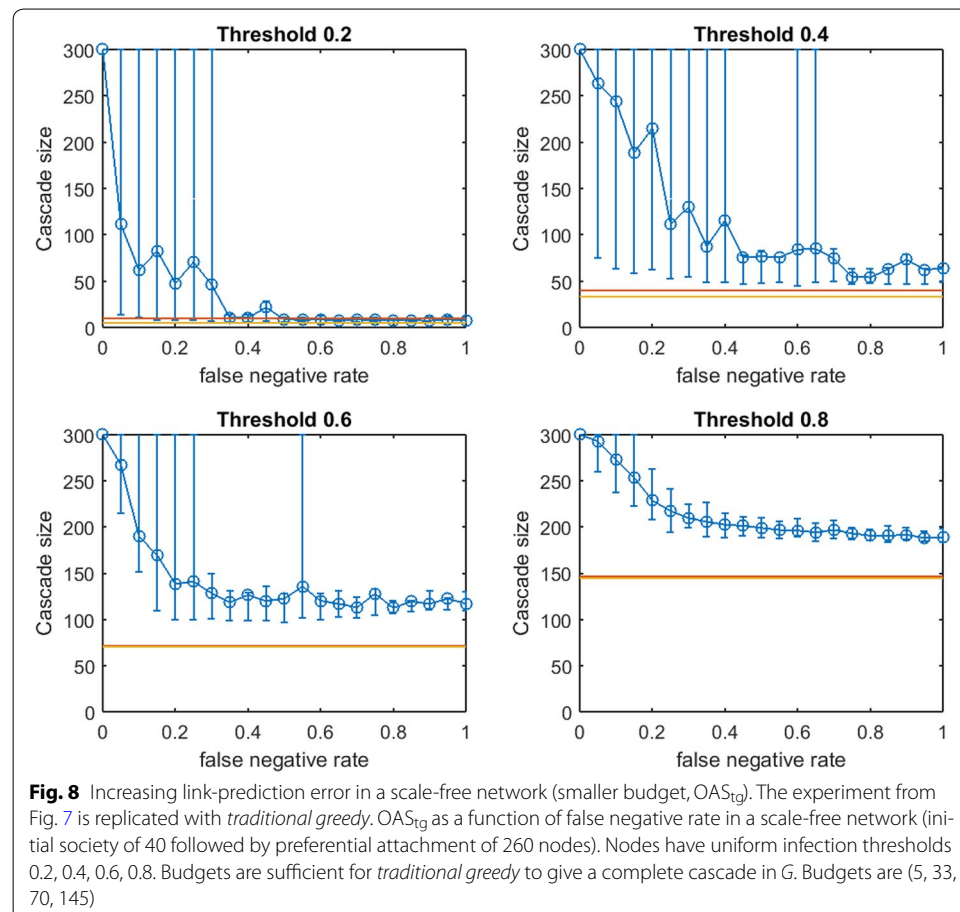 Threshold 0.2
300
250
200
150
100
50
0
Cascade size
0 0.2 0.4 0.6 0.8 1
false negative rate
Threshold 0.4
300
250
200
150
100
50
0
Cascade size
0 0.2 0.4 0.6 0.8 1
false negative rate
Threshold 0.6
300
250
200
150
100
50
0
Cascade size
0 0.2 0.4 0.6 0.8 1
false negative rate
Threshold 0.8
300
250
200
150
100
50
0
Cascade size
0 0.2 0.4 0.6 0.8 1
false negative rate
Fig. 8 Increasing link-prediction error in a scale-free network (smaller budget, OAStg). The experiment from
Fig. 7 is replicated with traditional greedy. OAStg as a function of false negative rate in a scale-free network (ini-
tial society of 40 followed by preferential attachment of 260 nodes). Nodes have uniform infection thresholds
0.2, 0.4, 0.6, 0.8. Budgets are sufficient for traditional greedy to give a complete cascade in G. Budgets are (5, 33,
70, 145)